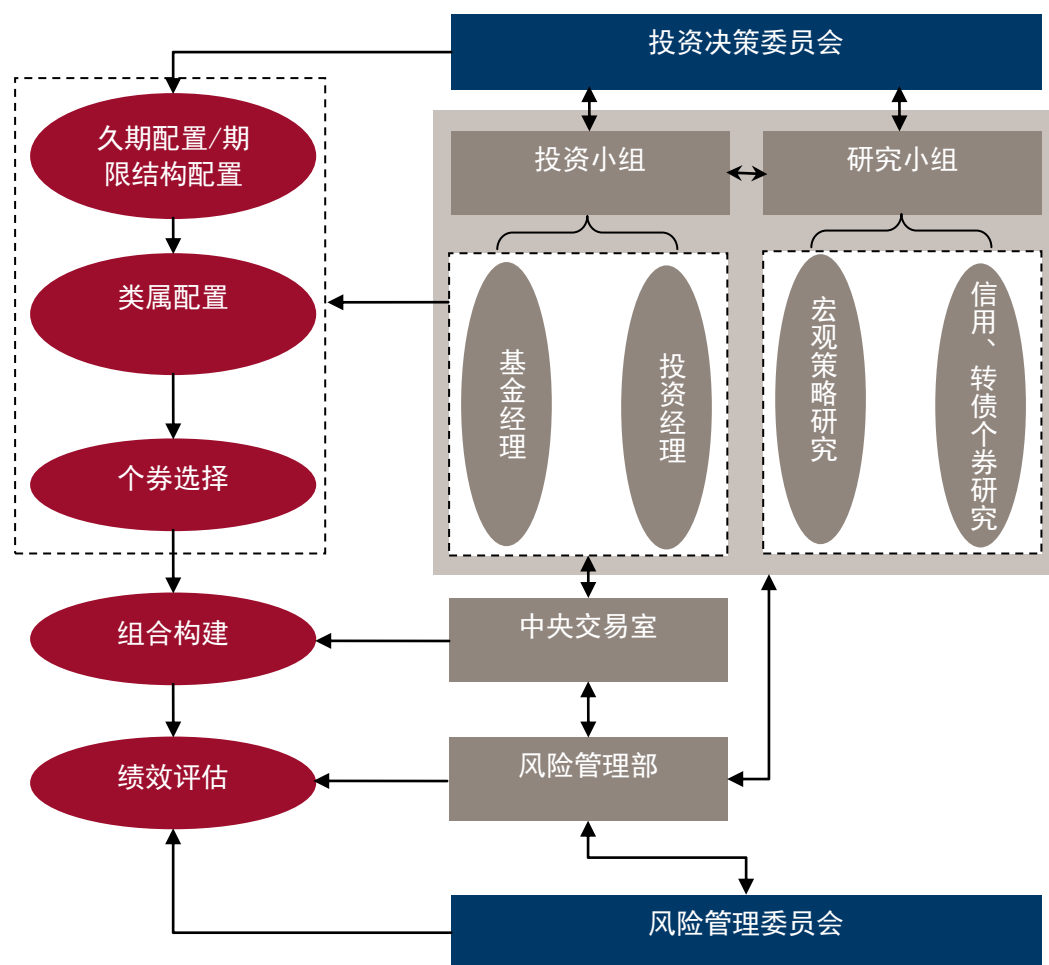 投资决策委员会
久期配置/期
限结构配置
投资小组
研究小组
类属配置
基金经理
投资经理
宏观策略研究
信用、转债个券研究
个券选择
组合构建
中央交易室
绩效评估
风险管理部
风险管理委员会